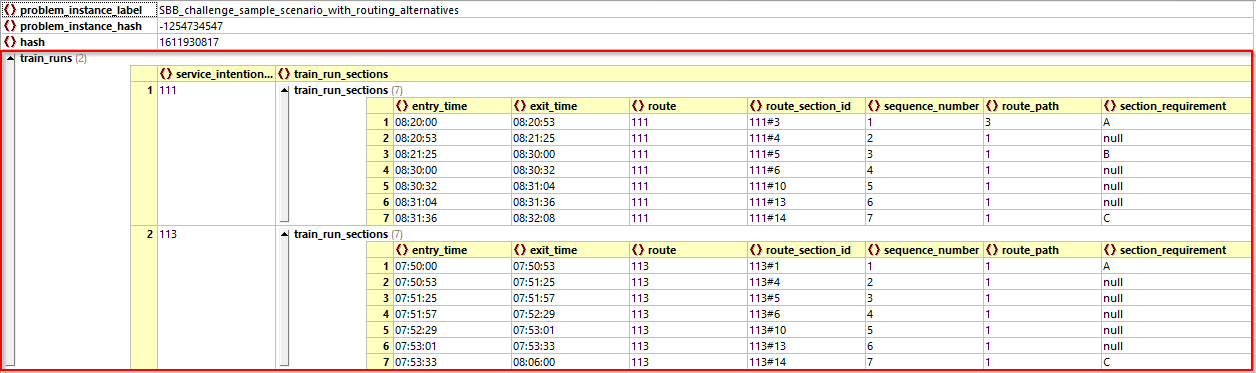 problem_instance_label SBB_challenge_sample_scenario_with_routing_alternatives
problem_instance_hash -1254734547
hash 1611930817
train_runs (2)
service_intention... train_run_sections
1 111 train_run_sections (7)
entry_time exit_time route route_section_id sequence_number route_path section_requirement
1 08:20:00 08:20:53 111 111#3 1 3 A
2 08:20:53 08:21:25 111 111#4 2 1 null
3 08:21:25 08:30:00 111 111#5 3 1 B
4 08:30:00 08:30:32 111 111#6 4 1 null
5 08:30:32 08:31:04 111 111#10 5 1 null
6 08:31:04 08:31:36 111 111#13 6 1 null
7 08:31:36 08:32:08 111 111#14 7 1 C
2 113 train_run_sections (7)
entry_time exit_time route route_section_id sequence_number route_path section_requirement
1 07:50:00 07:50:53 113 113#1 1 1 A
2 07:50:53 07:51:25 113 113#4 2 1 null
3 07:51:25 07:51:57 113 113#5 3 1 null
4 07:51:57 07:52:29 113 113#6 4 1 null
5 07:52:29 07:53:01 113 113#10 5 1 null
6 07:53:01 07:53:33 113 113#13 6 1 null
7 07:53:33 08:06:00 113 113#14 7 1 C